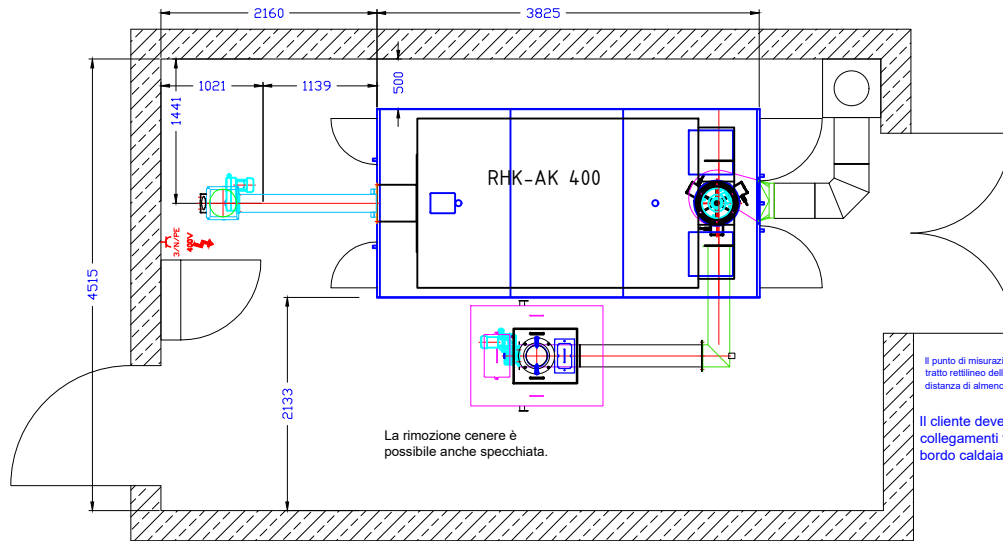 2160
3825
1021
1139
500
1441
RHK-AK 400
3/N/PE
400V
4515
2133
Il punto di misurazi
tratto rettilineo dell
distanza di almeno
Il cliente deve
collegamenti
bordo caldaia
La rimozione cenere è
possibile anche specchiata.